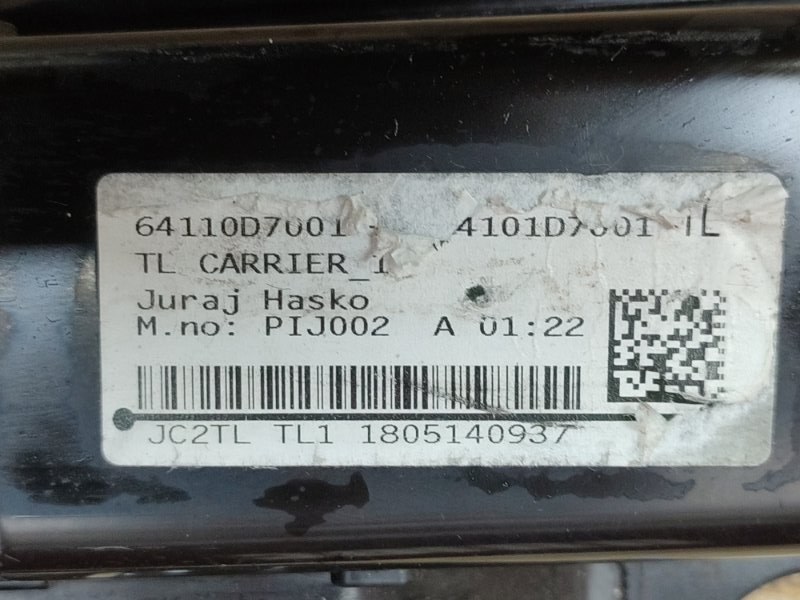 64110D7001 - 4101D7001 TL
TL CARRIER_1
Juraj Hasko
M.no: PIJ002 A 01:22
JC2TL TL1 1805140937